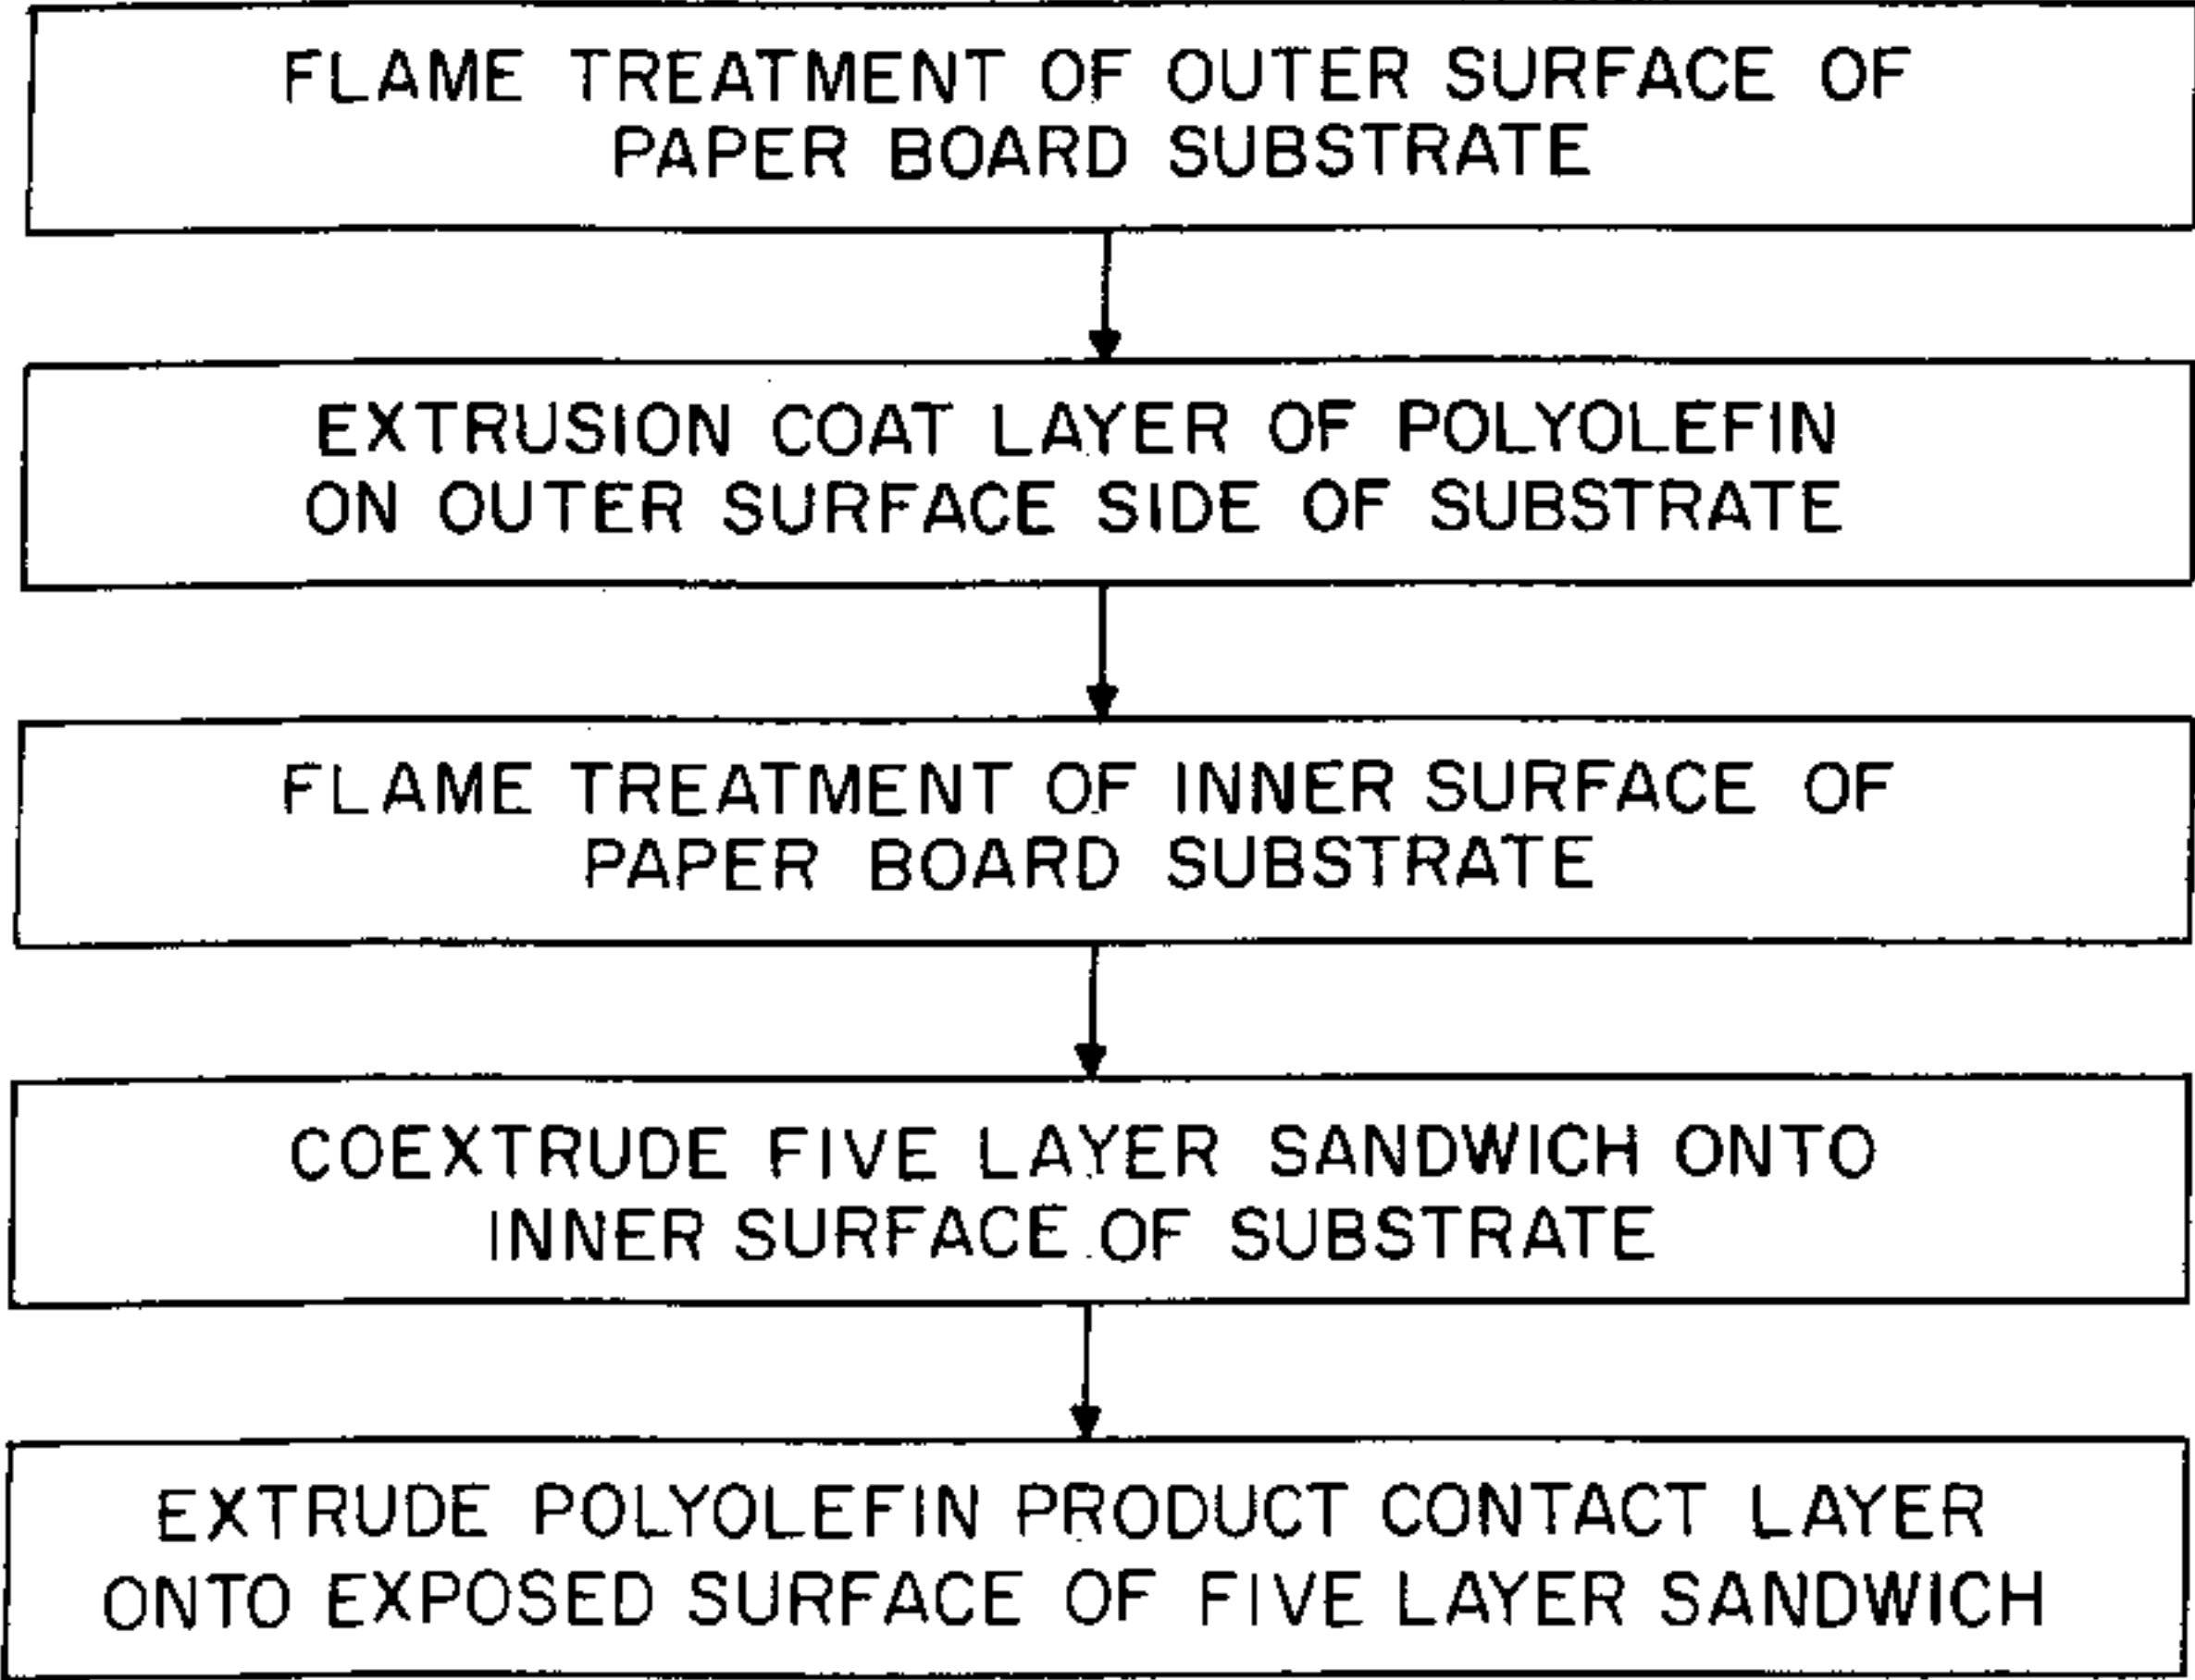 FLAME TREATMENT OF OUTER SURFACE OF
PAPER BOARD SUBSTRATE
EXTRUSION COAT LAYER OF POLYOLEFIN
ON OUTER SURFACE SIDE OF SUBSTRATE
FLAME TREATMENT OF INNER SURFACE OF
PAPER BOARD SUBSTRATE
COEXTRUDE FIVE LAYER SANDWICH ONTO
INNER SURFACE OF SUBSTRATE
EXTRUDE POLYOLEFIN PRODUCT CONTACT LAYER
ONTO EXPOSED SURFACE OF FIVE LAYER SANDWICH